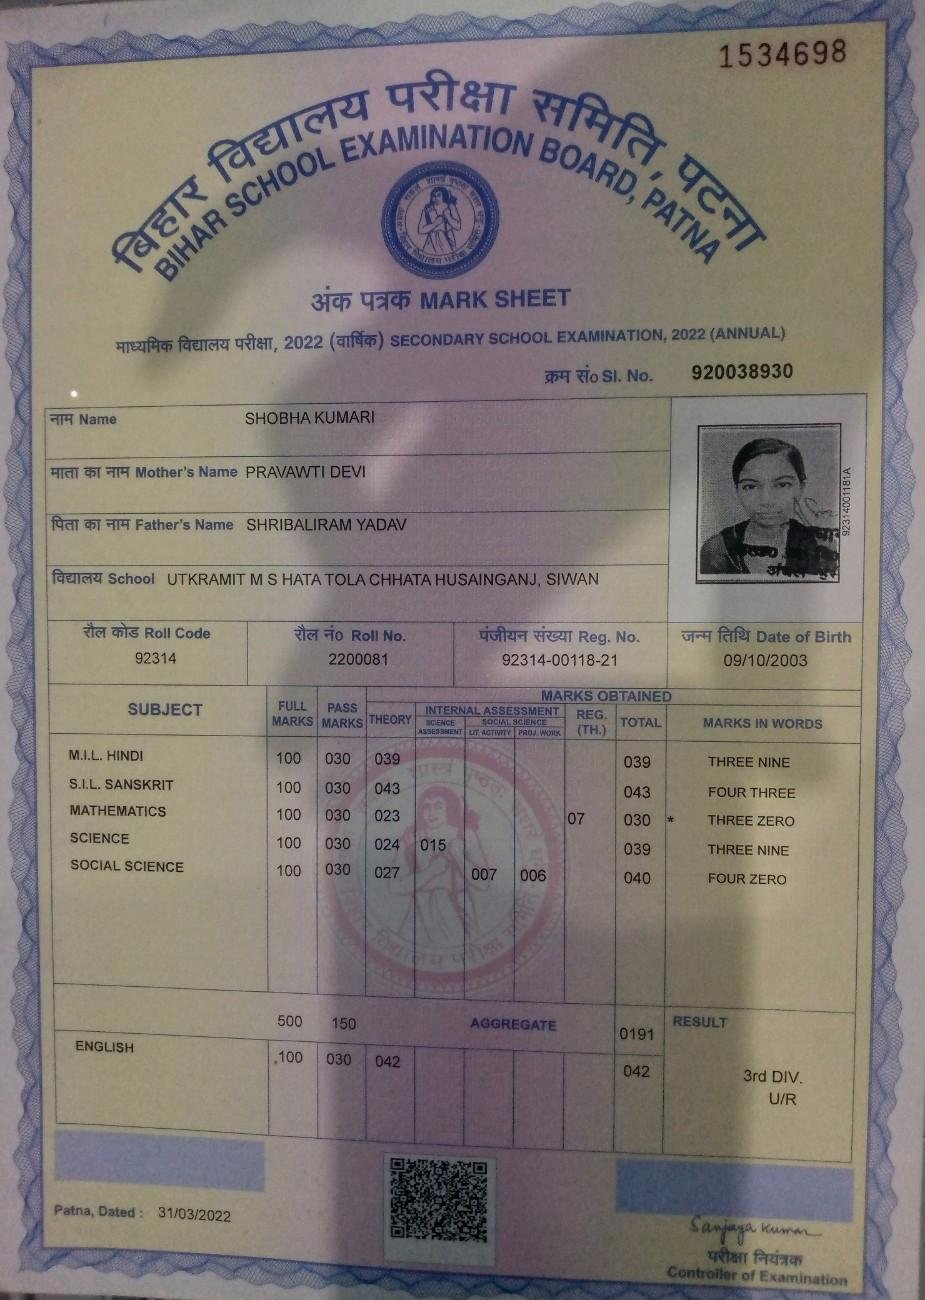 1534698
बिहार विद्यालय परीक्षा समिति, पटना
BIHAR SCHOOL EXAMINATION BOARD, PATNA
अंक पत्रक MARK SHEET
माध्यमिक विद्यालय परीक्षा, 2022 (वार्षिक) SECONDARY SCHOOL EXAMINATION, 2022 (ANNUAL)
क्रम सं० Sl. No. 920038930
नाम Name SHOBHA KUMARI
माता का नाम Mother's Name PRAVAWTI DEVI
पिता का नाम Father's Name SHRIBALIRAM YADAV
विद्यालय School UTKRAMIT M S HATA TOLA CHHATA HUSAINGANJ, SIWAN
92314001181A
रौल कोड Roll Code रौल नं० Roll No. पंजीयन संख्या Reg. No. जन्म तिथि Date of Birth
92314 2200081 92314-00118-21 09/10/2003
SUBJECT FULL MARKS PASS MARKS MARKS OBTAINED
THEORY INTERNAL ASSESSMENT REG. (TH.) TOTAL MARKS IN WORDS
SCIENCE ASSESSMENT SOCIAL SCIENCE
LIT. ACTIVITY PROJ. WORK
M.I.L. HINDI 100 030 039 039 THREE NINE
S.I.L. SANSKRIT 100 030 043 043 FOUR THREE
MATHEMATICS 100 030 023 07 030 * THREE ZERO
SCIENCE 100 030 024 015 039 THREE NINE
SOCIAL SCIENCE 100 030 027 007 006 040 FOUR ZERO
500 150 AGGREGATE 0191 RESULT
ENGLISH 100 030 042 042
3rd DIV.
U/R
Patna, Dated : 31/03/2022
Sanjaya Kumar
परीक्षा नियंत्रक
Controller of Examination